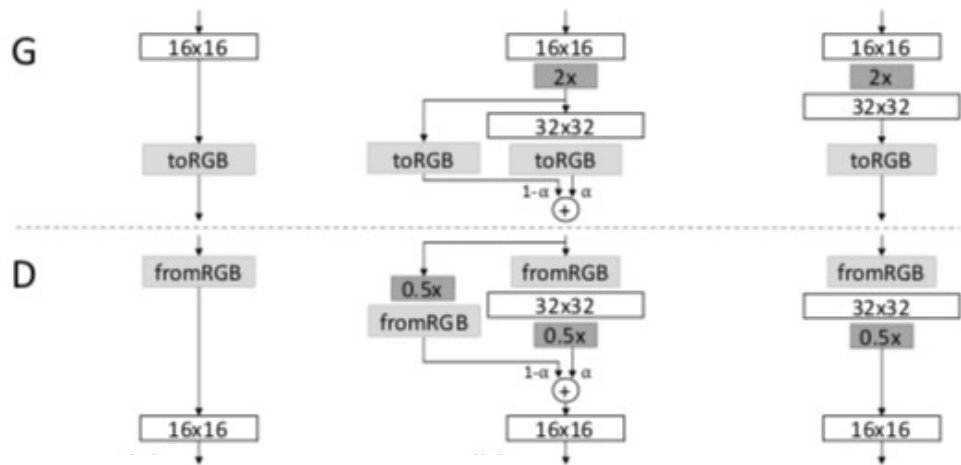 G
16x16
toRGB
16x16
2x
32x32
toRGB
toRGB
1-α
α
+
16x16
2x
32x32
toRGB
D
fromRGB
16x16
0.5x
fromRGB
fromRGB
32x32
0.5x
1-α
α
+
16x16
fromRGB
32x32
0.5x
16x16